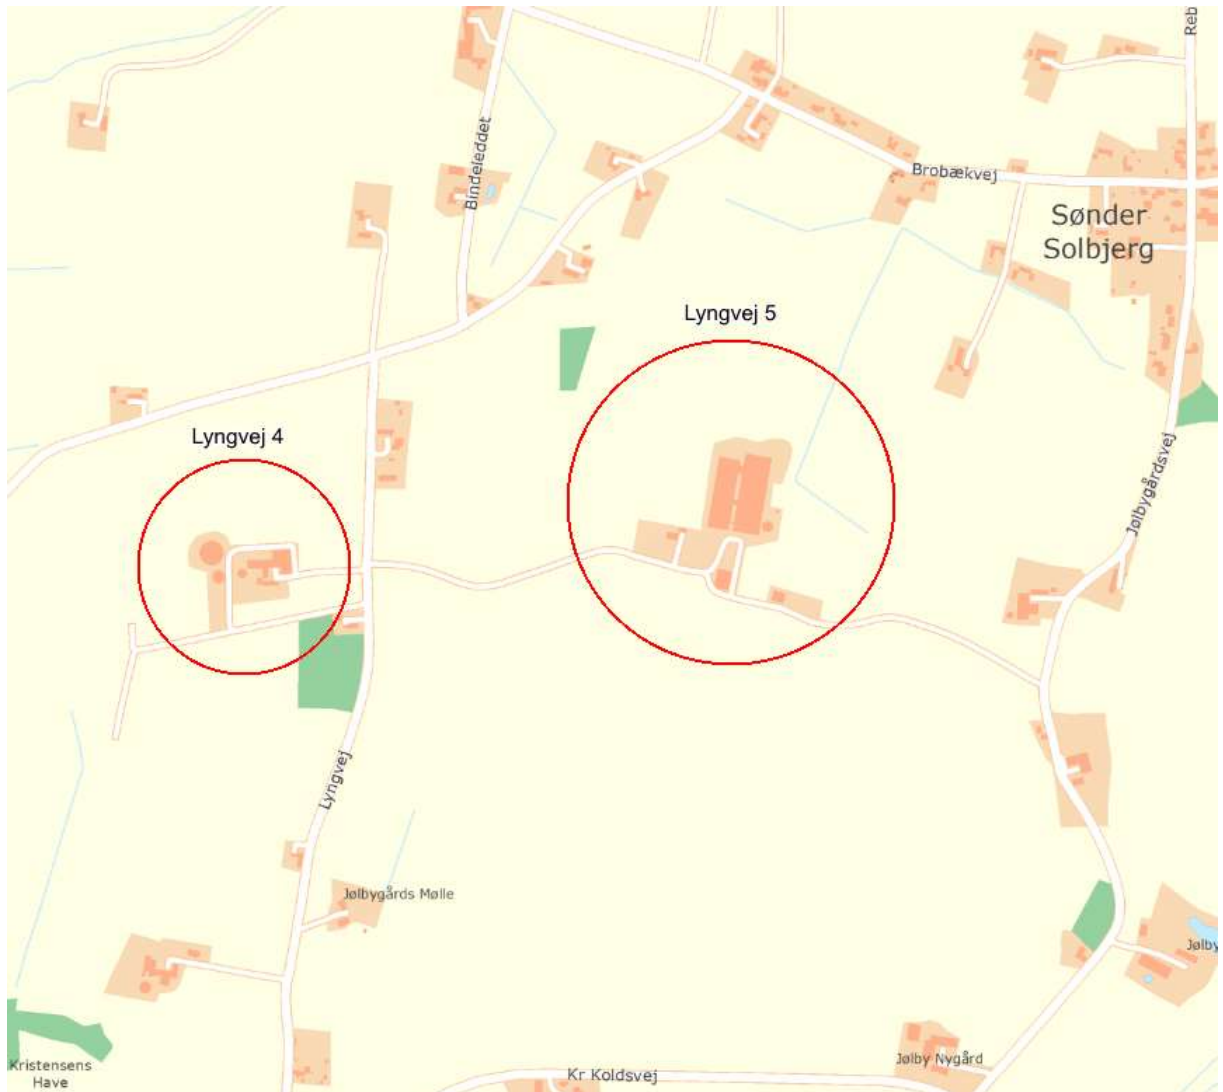 Reb
Bindeleddet
Brobækvej
Sønder
Solbjerg
Lyngvej 5
Lyngvej 4
Jølbygårdsvej
Lyngvej
Jølbygårds Mølle
Jølby
Jølby Nygård
Kristensens
Have
Kr Koldsvej